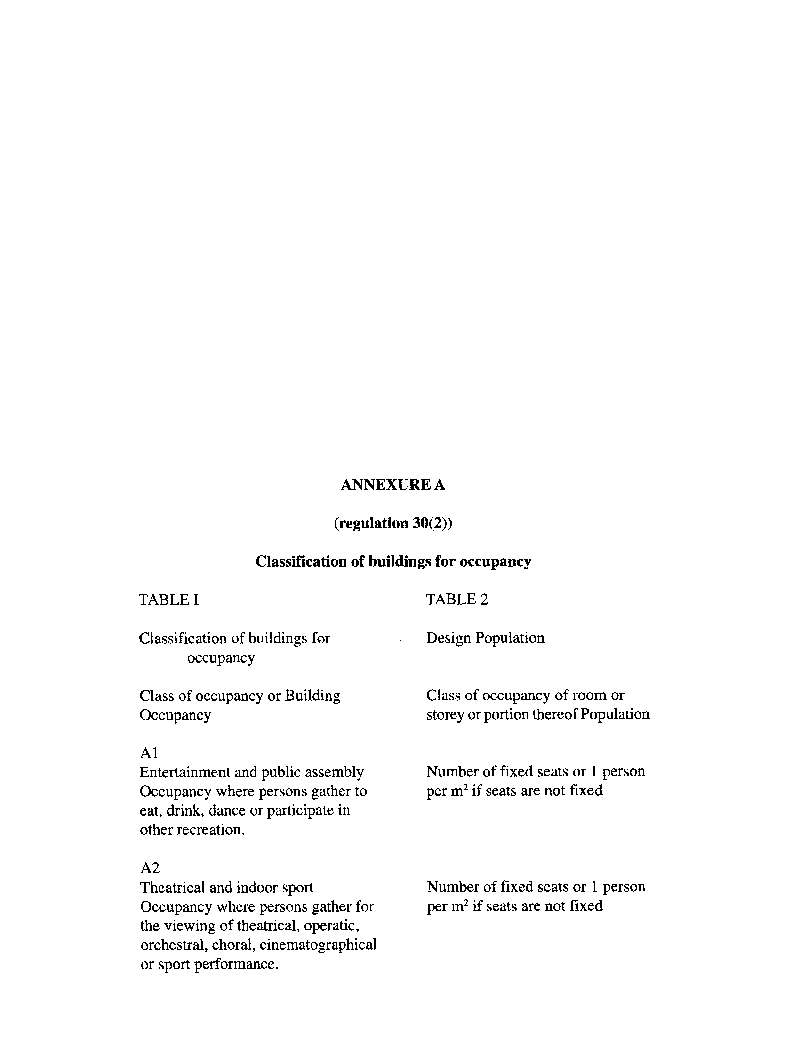 ANNEXURE A
(regulation 30(2))
Classification of buildings for occupancy
TABLE I
TABLE 2
Classification of buildings for
occupancy
Design Population
Class of occupancy or Building
Occupancy
Class of occupancy of room or
storey or portion thereof Population
A1
Entertainment and public assembly
Occupancy where persons gather to
eat, drink, dance or participate in
other recreation.
Number of fixed seats or 1 person
per m² if seats are not fixed
A2
Theatrical and indoor sport
Occupancy where persons gather for
the viewing of theatrical, operatic,
orchestral, choral, cinematographical
or sport performance.
Number of fixed seats or 1 person
per m² if seats are not fixed